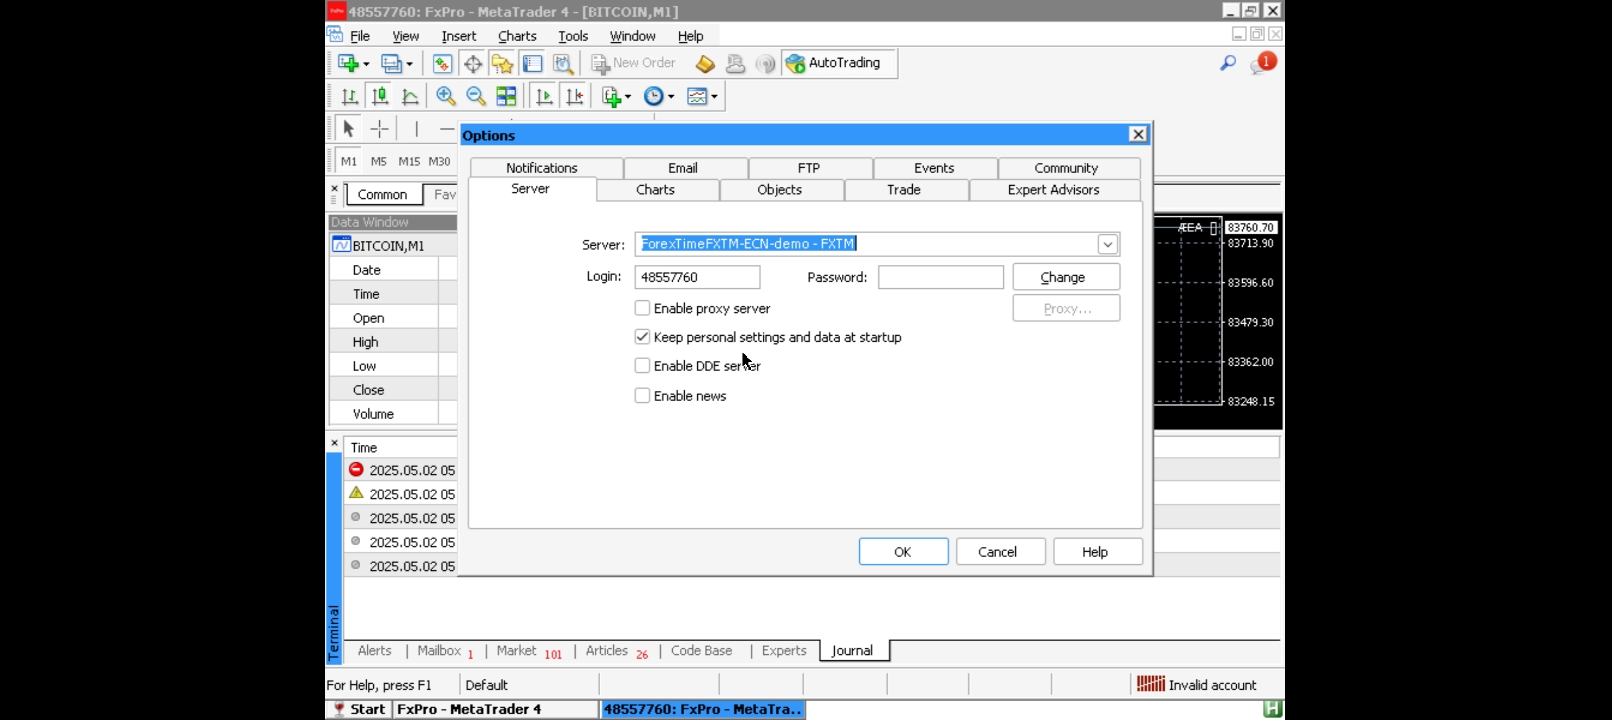 48557760: FxPro - MetaTrader 4 - [BITCOIN,M1]
File View Insert Charts Tools Window Help
New Order AutoTrading 1
M1 M5 M15 M30
Options
Notifications Email FTP Events Community
Server Charts Objects Trade Expert Advisors
Server: ForexTimeFXTM-ECN-demo - FXTM
Login: 48557760 Password: Change
Enable proxy server Proxy...
Keep personal settings and data at startup
Enable DDE server
Enable news
OK Cancel Help
Common Fav
Data Window
BITCOIN,M1
Date
Time
Open
High
Low
Close
Volume
ÆEA
83760.70
83713.90
83596.60
83479.30
83362.00
83248.15
Time
2025.05.02 05
2025.05.02 05
2025.05.02 05
2025.05.02 05
2025.05.02 05
Terminal
Alerts | Mailbox 1 | Market 101 | Articles 26 | Code Base | Experts | Journal
For Help, press F1 Default Invalid account
Start FxPro - MetaTrader 4 48557760: FxPro - MetaTra.. H